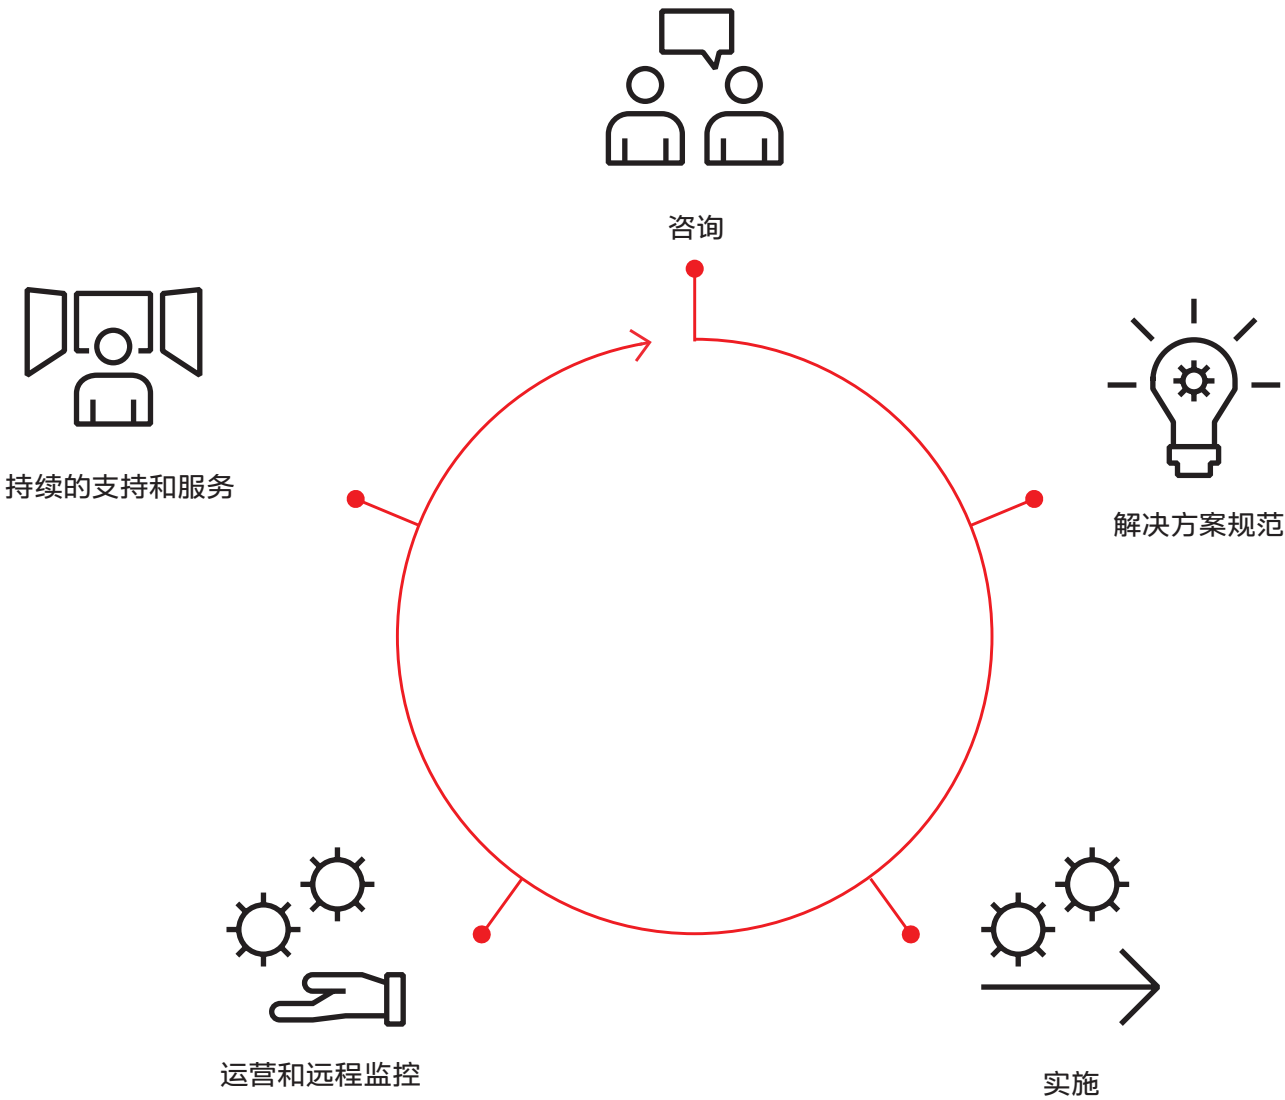 咨询
持续的支持和服务
解决方案规范
运营和远程监控
实施